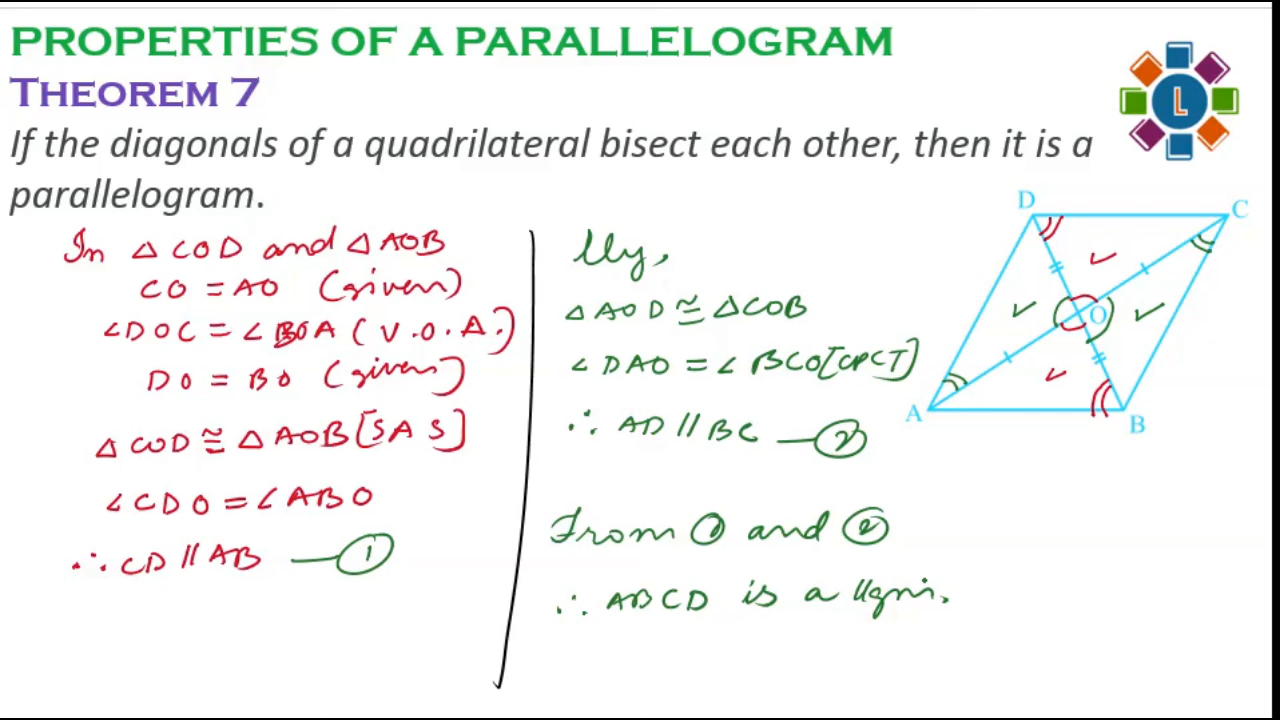 PROPERTIES OF A PARALLELOGRAM
THEOREM 7
If the diagonals of a quadrilateral bisect each other, then it is a
parallelogram.
L
In △COD and △AOB
CO = AO (given)
∠DOC = ∠BOA (V.O.A.)
DO = BO (given)
△COD ≅ △AOB [SAS]
∠CDO = ∠ABO
∴ CD // AB — ①
lly,
△AOD ≅ △COB
∠DAO = ∠BCO [CPCT]
∴ AD // BC — ②
From ① and ②
∴ ABCD is a llgm.
D
C
O
A
B